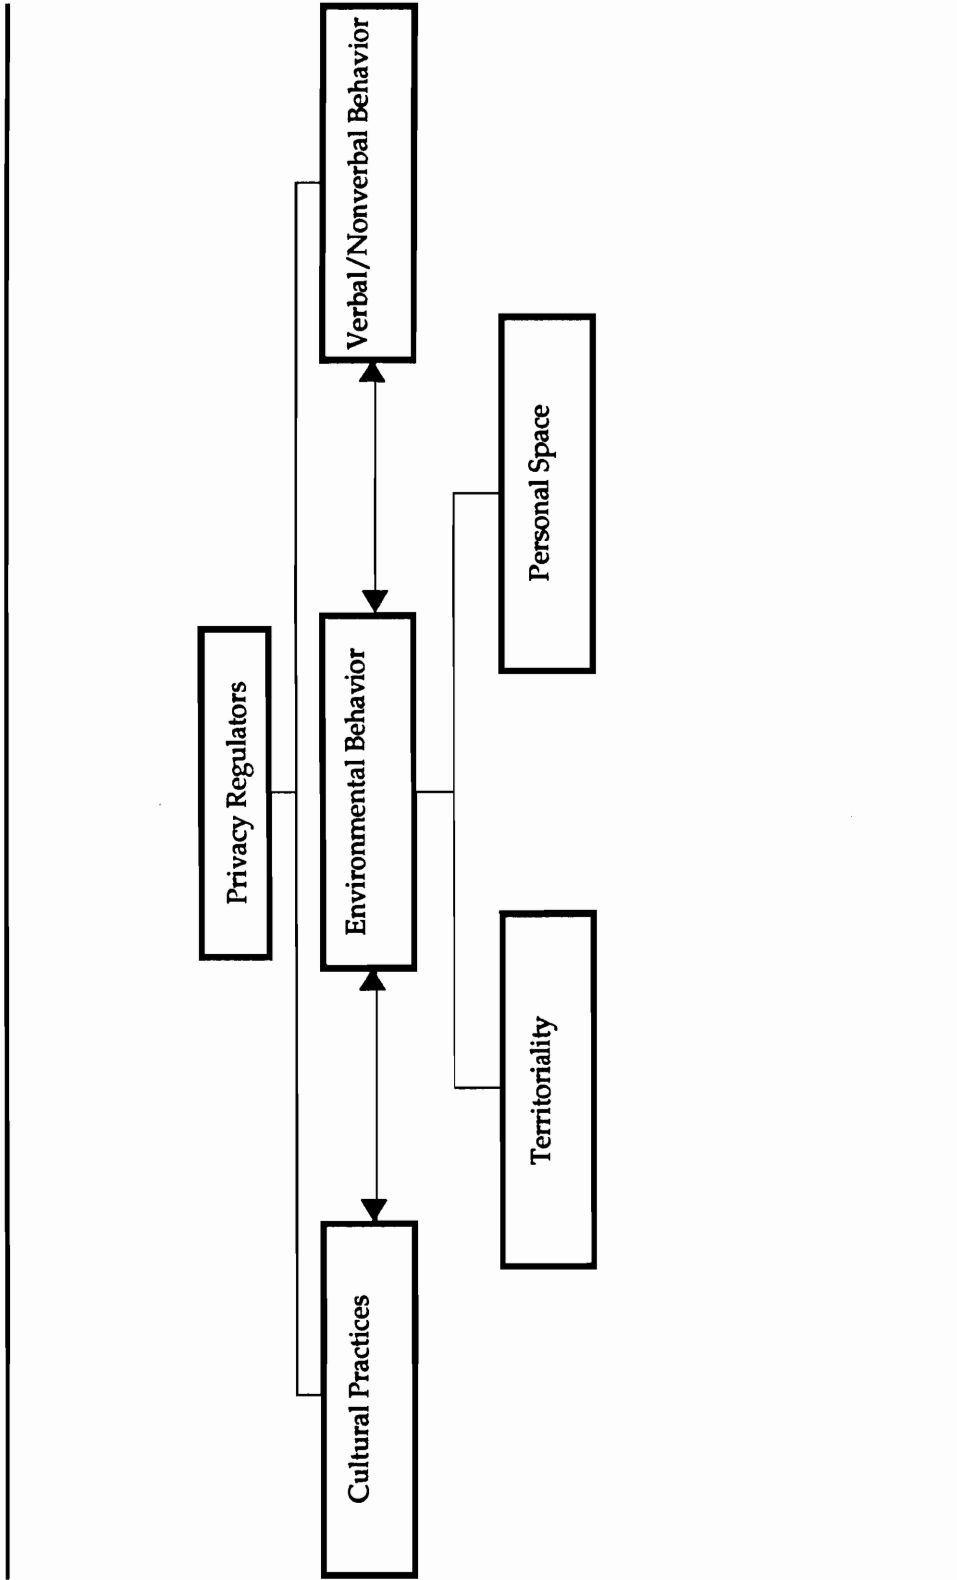 Privacy Regulators
Cultural Practices
Environmental Behavior
Verbal/Nonverbal Behavior
Territoriality
Personal Space